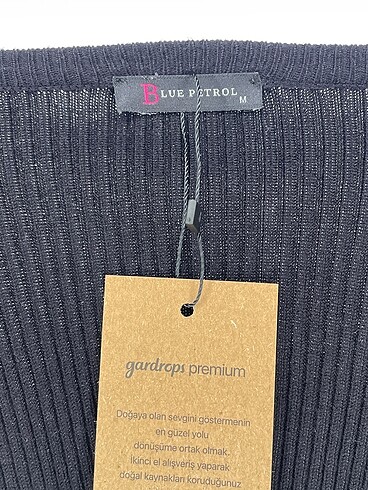 BLUE PETROL
M
gardrops premium
Doğaya olan sevgini göstermenin
en güzel yolu
dönüşüme ortak olmak.
İkinci el alışveriş yaparak
doğal kaynakları koruduğunuz